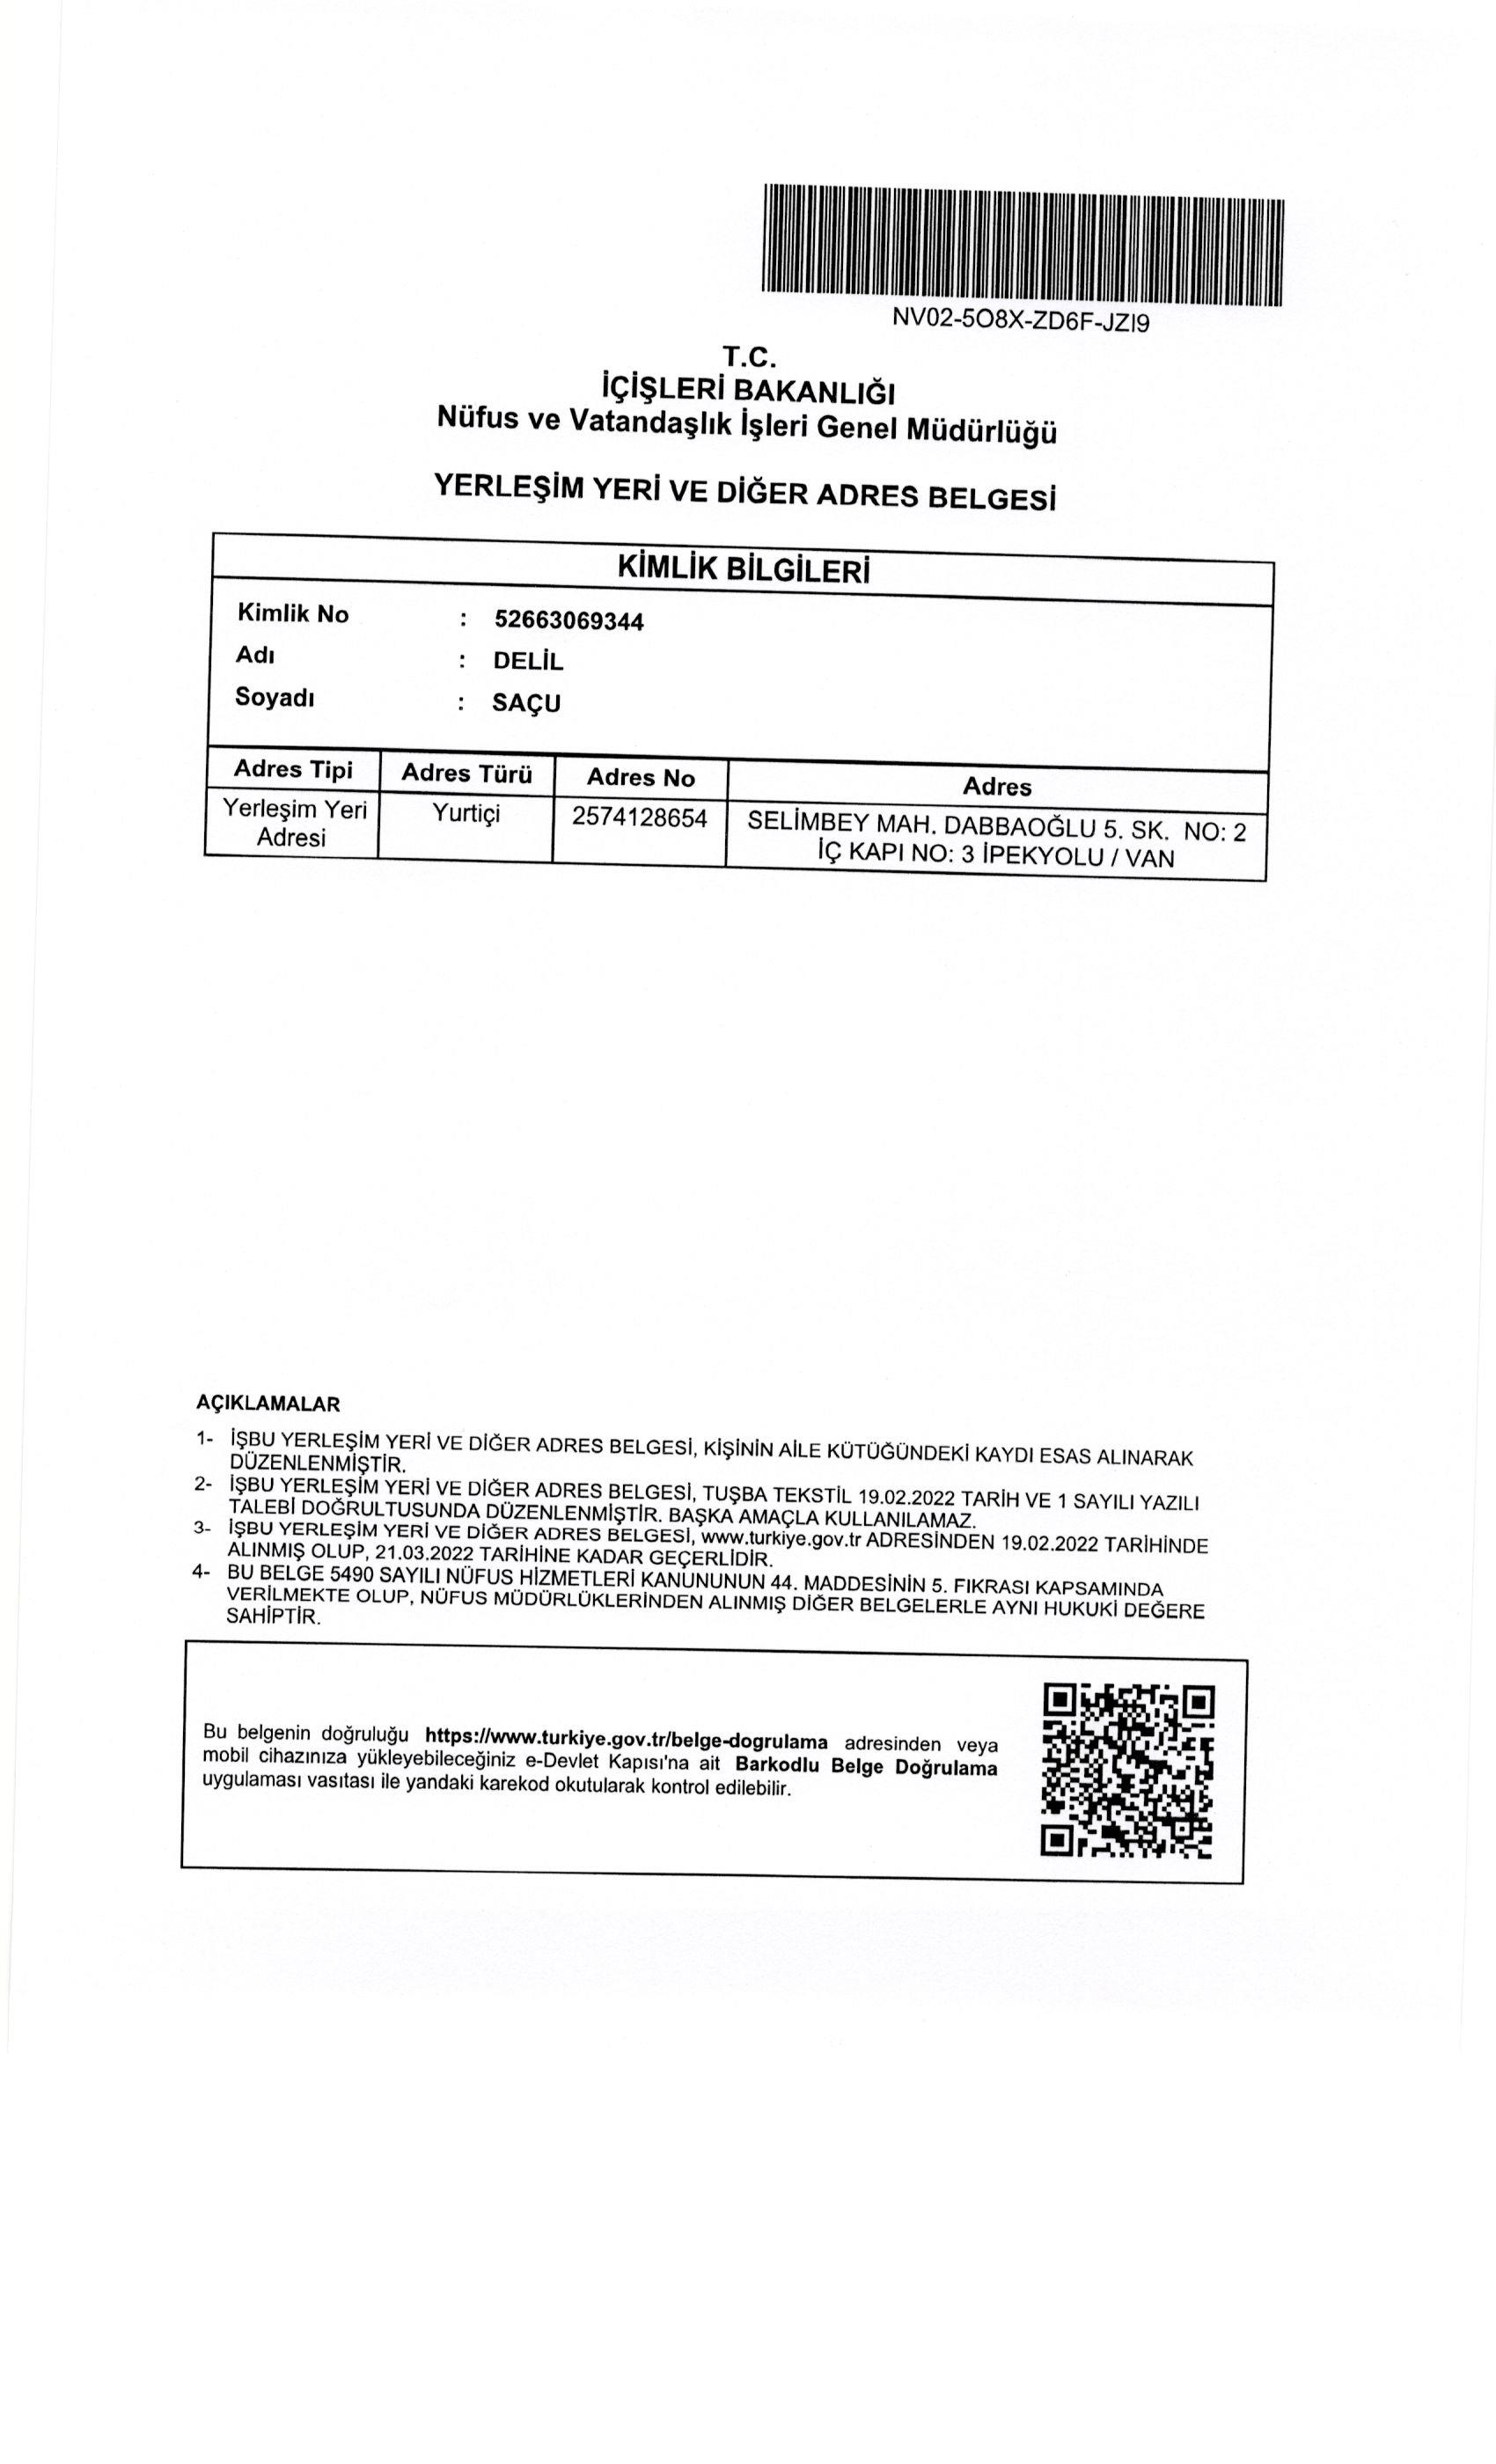 NV02-5O8X-ZD6F-JZI9
T.C.
İÇİŞLERİ BAKANLIĞI
Nüfus ve Vatandaşlık İşleri Genel Müdürlüğü
YERLEŞİM YERİ VE DİĞER ADRES BELGESİ
KİMLİK BİLGİLERİ
Kimlik No : 52663069344
Adı : DELİL
Soyadı : SAÇU
Adres Tipi Adres Türü Adres No Adres
Yerleşim Yeri Yurtiçi 2574128654 SELİMBEY MAH. DABBAOĞLU 5. SK. NO: 2
Adresi İÇ KAPI NO: 3 İPEKYOLU / VAN
AÇIKLAMALAR
1- İŞBU YERLEŞİM YERİ VE DİĞER ADRES BELGESİ, KİŞİNİN AİLE KÜTÜĞÜNDEKİ KAYDI ESAS ALINARAK
DÜZENLENMİŞTİR.
2- İŞBU YERLEŞİM YERİ VE DİĞER ADRES BELGESİ, TUŞBA TEKSTİL 19.02.2022 TARİH VE 1 SAYILI YAZILI
TALEBİ DOĞRULTUSUNDA DÜZENLENMİŞTİR. BAŞKA AMAÇLA KULLANILAMAZ.
3- İŞBU YERLEŞİM YERİ VE DİĞER ADRES BELGESİ, www.turkiye.gov.tr ADRESİNDEN 19.02.2022 TARİHİNDE
ALINMIŞ OLUP, 21.03.2022 TARİHİNE KADAR GEÇERLİDİR.
4- BU BELGE 5490 SAYILI NÜFUS HİZMETLERİ KANUNUNUN 44. MADDESİNİN 5. FIKRASI KAPSAMINDA
VERİLMEKTE OLUP, NÜFUS MÜDÜRLÜKLERİNDEN ALINMIŞ DİĞER BELGELERLE AYNI HUKUKİ DEĞERE
SAHİPTİR.
Bu belgenin doğruluğu https://www.turkiye.gov.tr/belge-dogrulama adresinden veya
mobil cihazınıza yükleyebileceğiniz e-Devlet Kapısı'na ait Barkodlu Belge Doğrulama
uygulaması vasıtası ile yandaki karekod okutularak kontrol edilebilir.